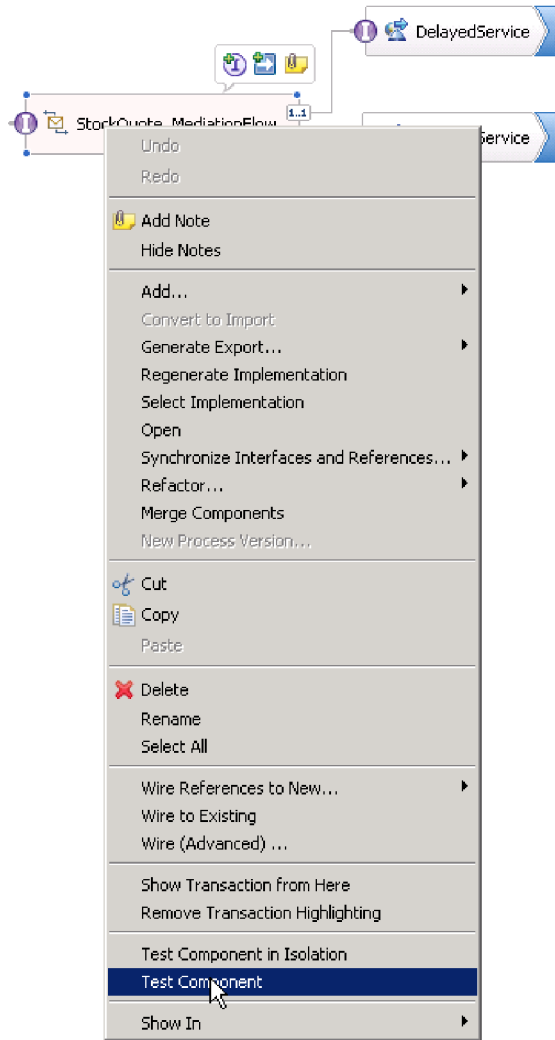 DelayedService
1..1
StockQuote_MediationFlow
Service
Undo
Redo
Add Note
Hide Notes
Add...
Convert to Import
Generate Export...
Regenerate Implementation
Select Implementation
Open
Synchronize Interfaces and References...
Refactor...
Merge Components
New Process Version...
Cut
Copy
Paste
Delete
Rename
Select All
Wire References to New...
Wire to Existing
Wire (Advanced) ...
Show Transaction from Here
Remove Transaction Highlighting
Test Component in Isolation
Test Component
Show In